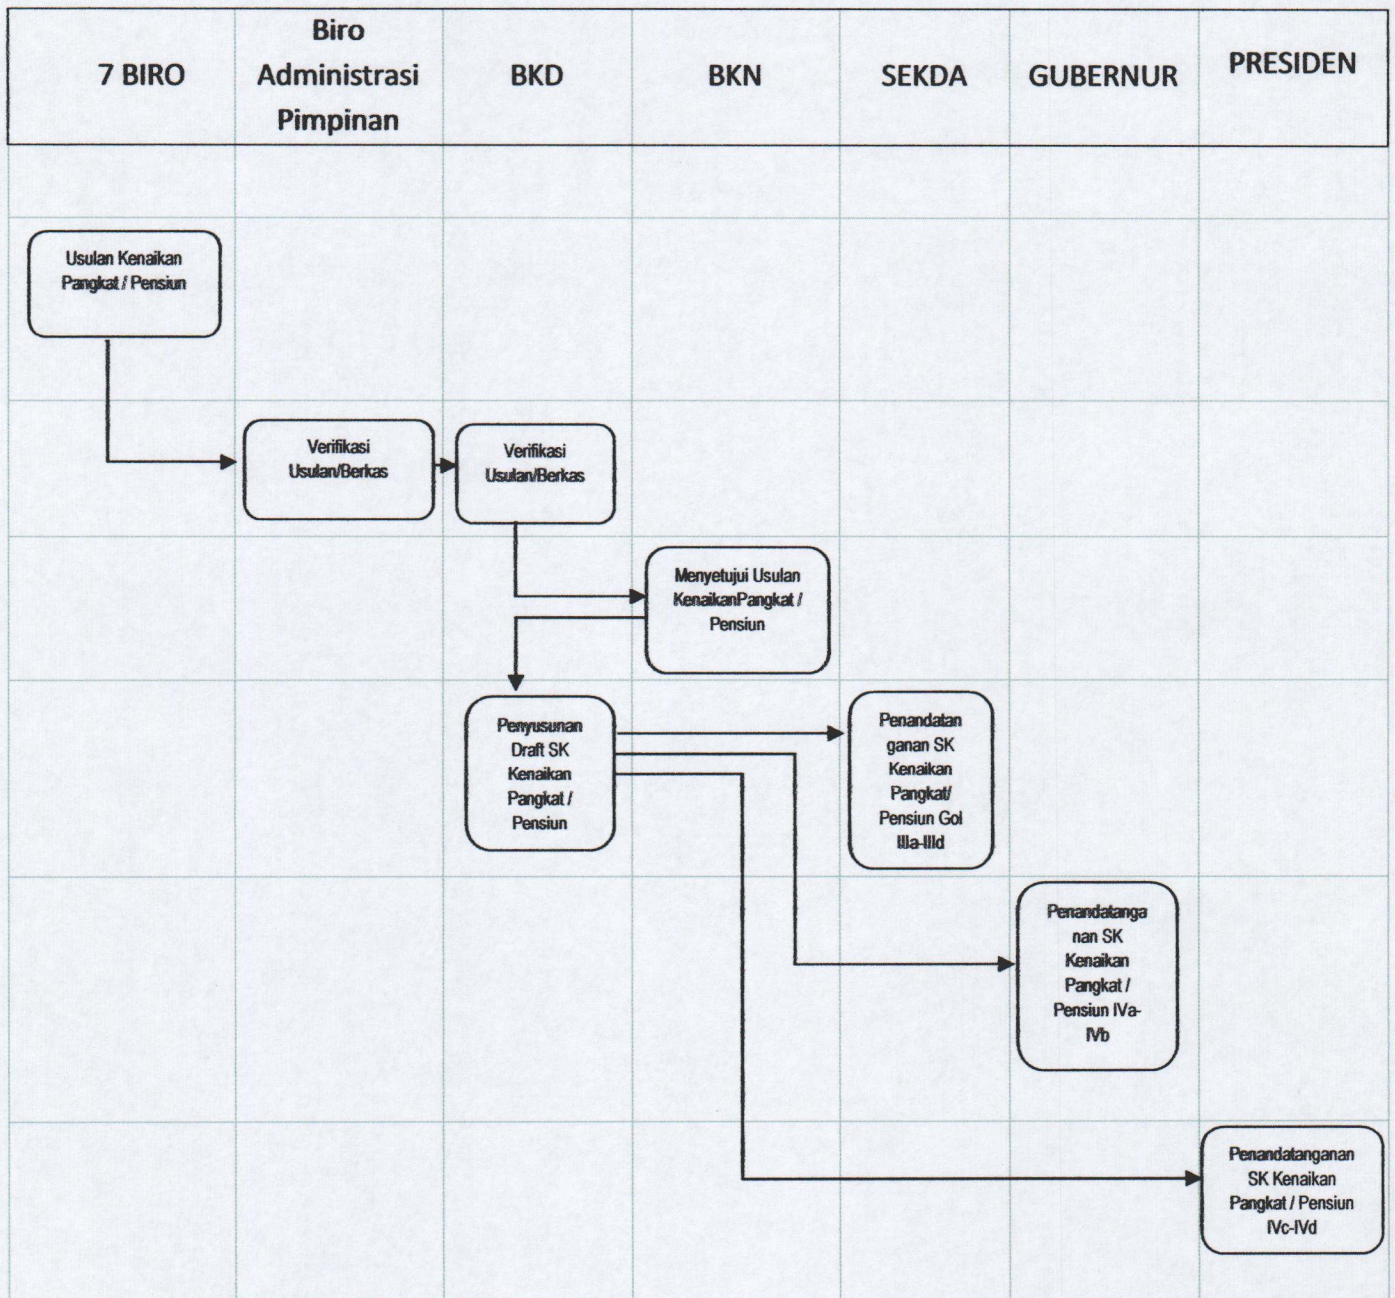 7 BIRO
Biro
Administrasi
Pimpinan
BKD
BKN
SEKDA
GUBERNUR
PRESIDEN
Usulan Kenaikan
Pangkat / Pensiun
Verifikasi
Usulan/Berkas
Verifikasi
Usulan/Berkas
Menyetujui Usulan
KenaikanPangkat /
Pensiun
Penyusunan
Draft SK
Kenaikan
Pangkat /
Pensiun
Penandatan
ganan SK
Kenaikan
Pangkat/
Pensiun Gol
IIIa-IIId
Penandatanga
nan SK
Kenaikan
Pangkat /
Pensiun IVa-
IVb
Penandatanganan
SK Kenaikan
Pangkat / Pensiun
IVc-IVd